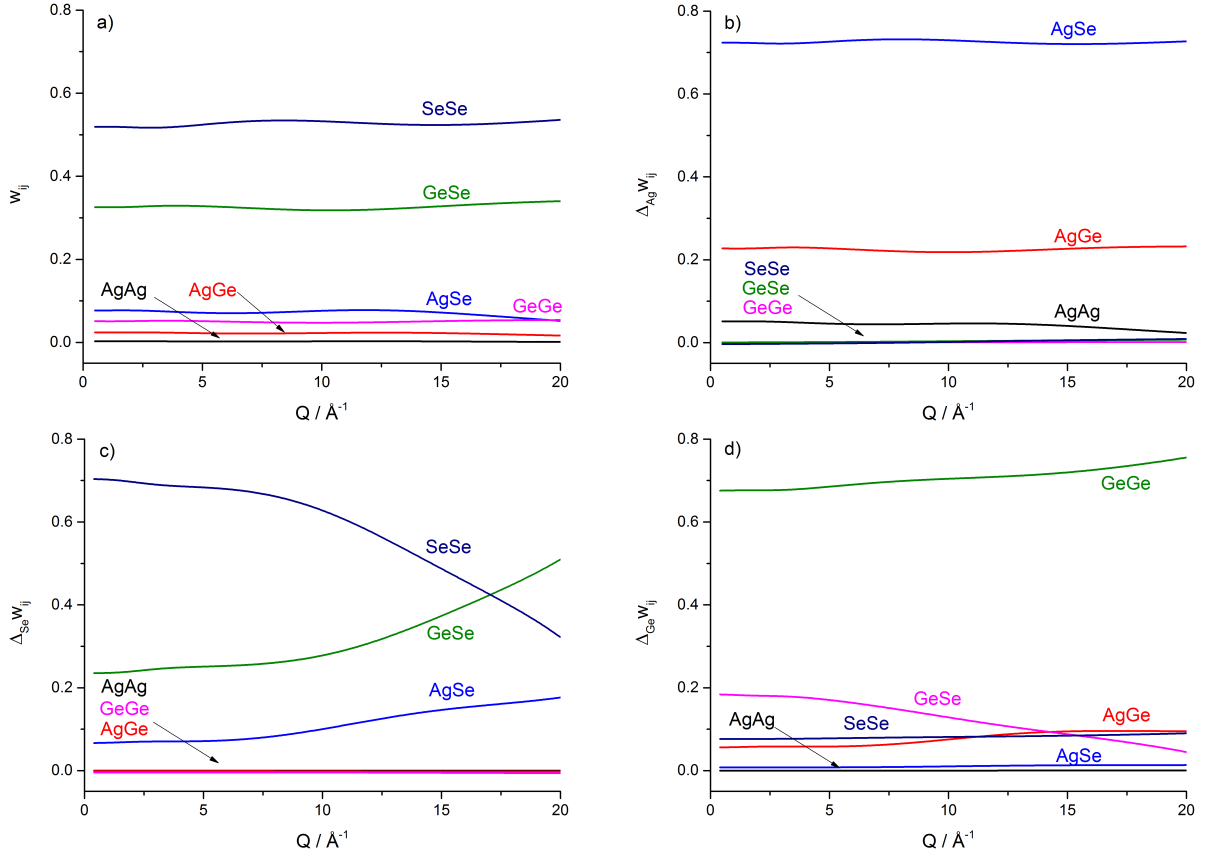 a)
0.8
0.6
0.4
0.2
0.0
w_ij
SeSe
GeSe
AgAg
AgGe
AgSe
GeGe
0 5 10 15 20
Q / Å⁻¹
b)
0.8
0.6
0.4
0.2
0.0
Δ_Ag w_ij
AgSe
AgGe
SeSe
GeSe
GeGe
AgAg
0 5 10 15 20
Q / Å⁻¹
c)
0.8
0.6
0.4
0.2
0.0
Δ_Se w_ij
SeSe
GeSe
AgAg
GeGe
AgGe
AgSe
0 5 10 15 20
Q / Å⁻¹
d)
0.8
0.6
0.4
0.2
0.0
Δ_Ge w_ij
GeGe
GeSe
AgGe
AgAg
SeSe
AgSe
0 5 10 15 20
Q / Å⁻¹